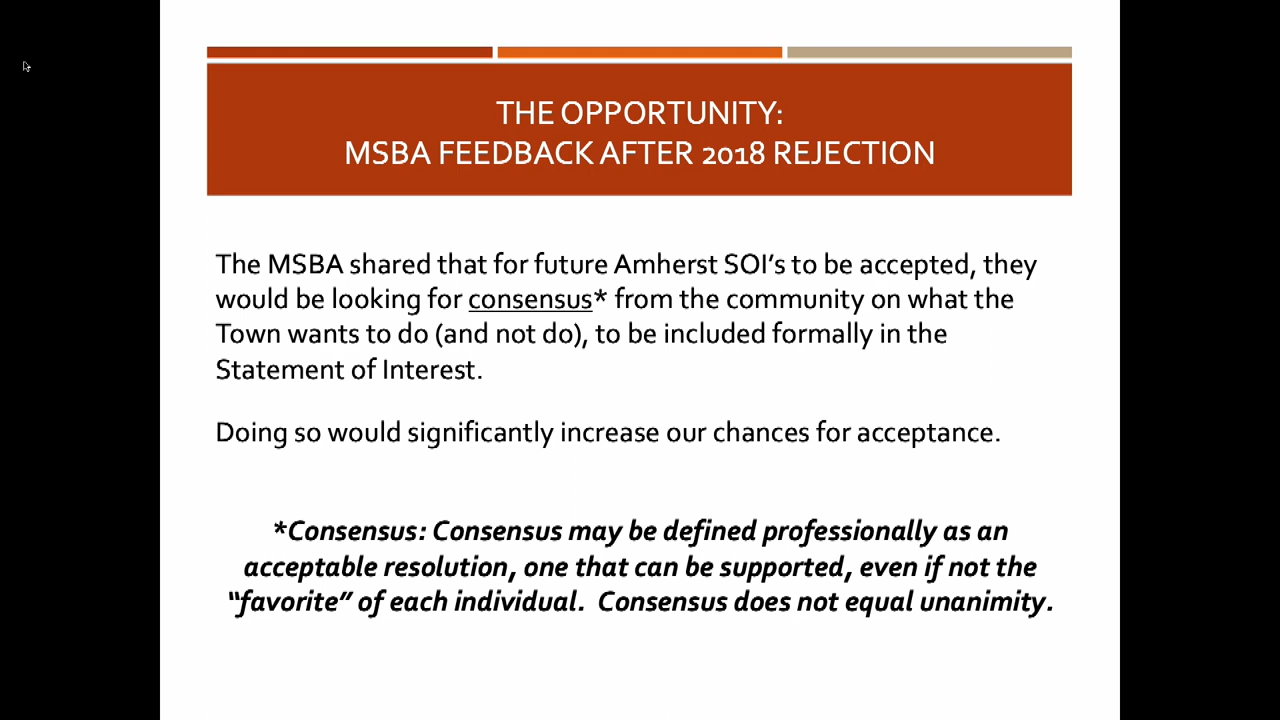 THE OPPORTUNITY:
MSBA FEEDBACK AFTER 2018 REJECTION
The MSBA shared that for future Amherst SOI's to be accepted, they
would be looking for consensus* from the community on what the
Town wants to do (and not do), to be included formally in the
Statement of Interest.
Doing so would significantly increase our chances for acceptance.
*Consensus: Consensus may be defined professionally as an
acceptable resolution, one that can be supported, even if not the
“favorite” of each individual.  Consensus does not equal unanimity.